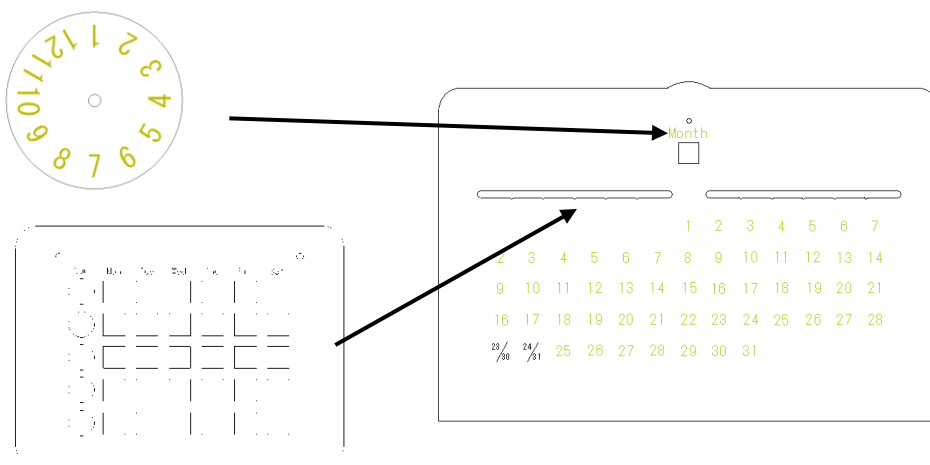 1 2 3 4 5 6 7 8 9 10 11 12
Month
1 2 3 4 5 6 7
2 3 4 5 6 7 8 9 10 11 12 13 14
9 10 11 12 13 14 15 16 17 18 19 20 21
16 17 18 19 20 21 22 23 24 25 26 27 28
23/30 24/31 25 26 27 28 29 30 31
Mon Tue Wed